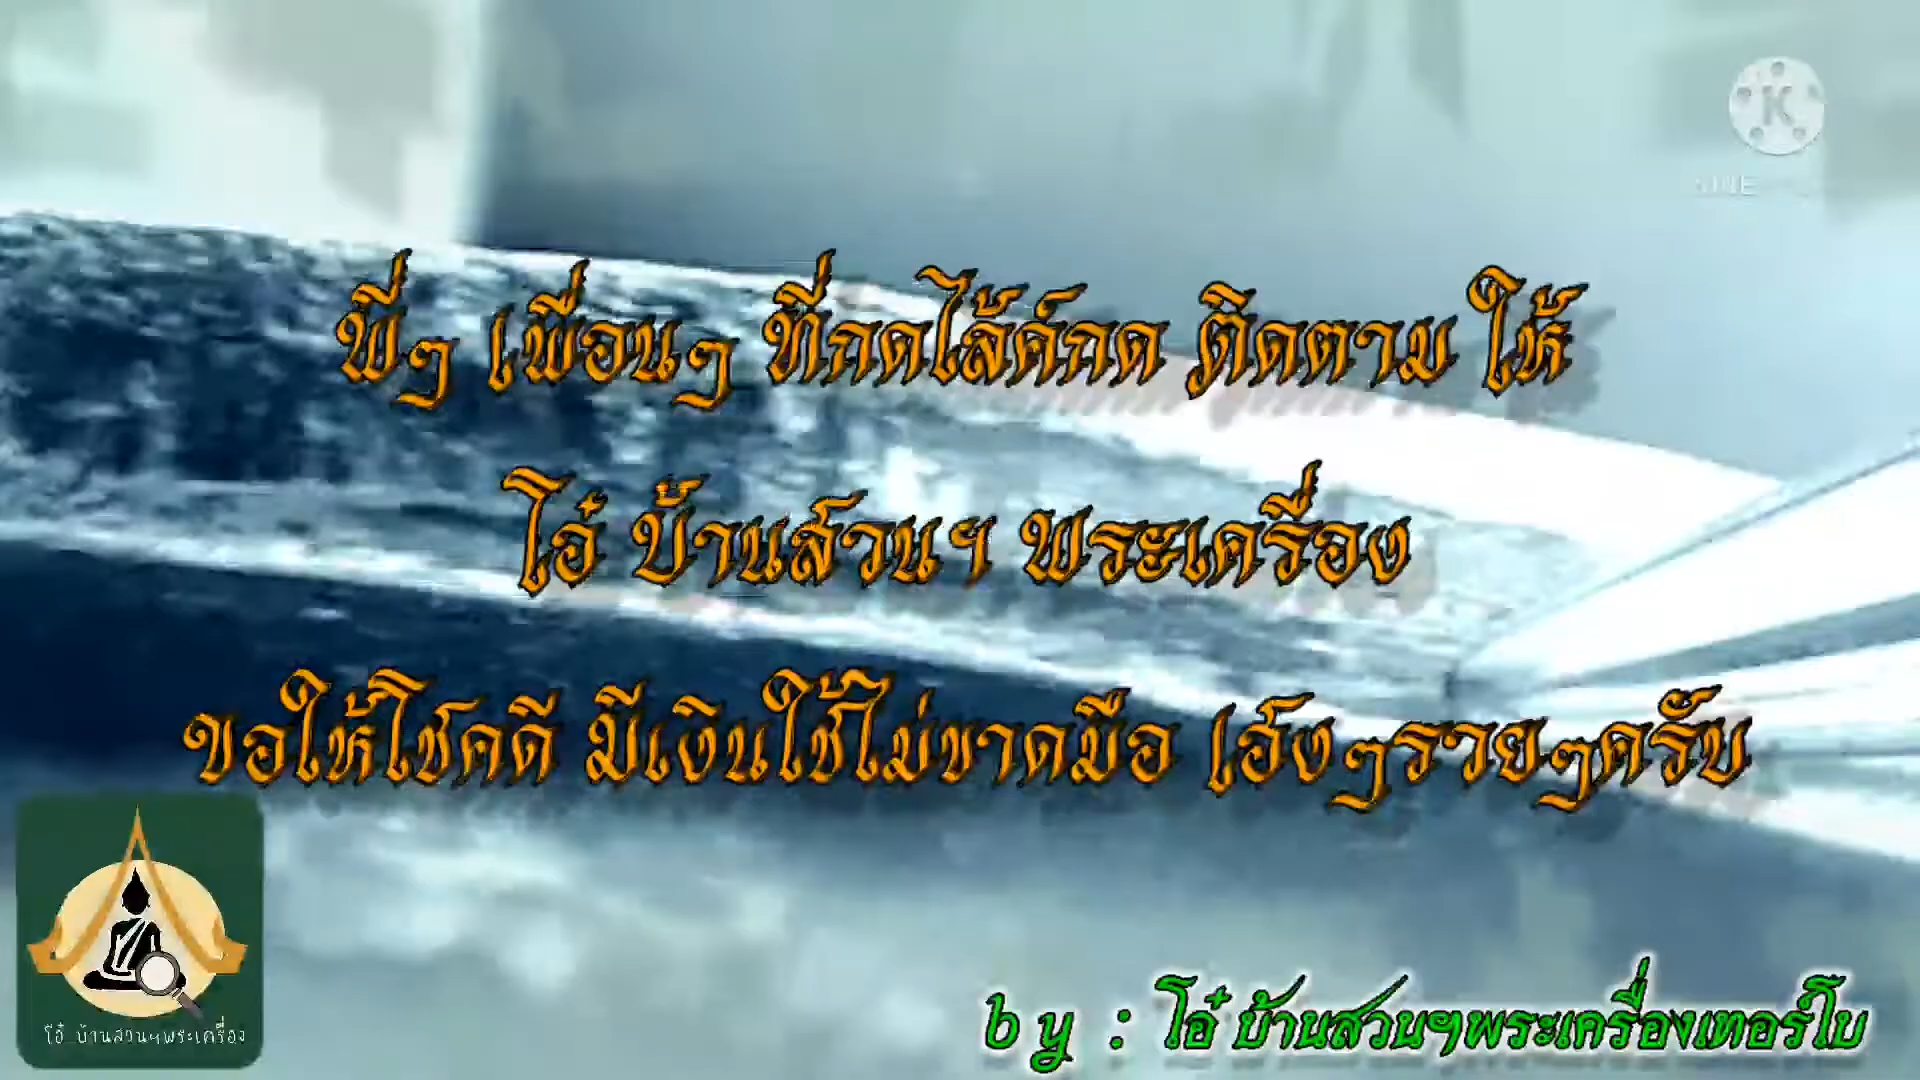 K
พี่ๆ เพื่อนๆ ที่กดไล้ค์กด ติดตาม ให้
โอ๋ บ้านสวนฯ พระเครื่อง
ขอให้โชคดี มีเงินใช้ไม่ขาดมือ เฮ์งๆรวยๆครับ
โอ๋ บ้านสวนฯพระเครื่อง
by : โอ๋ บ้านสวนฯพระเครื่องเทอร์โบ